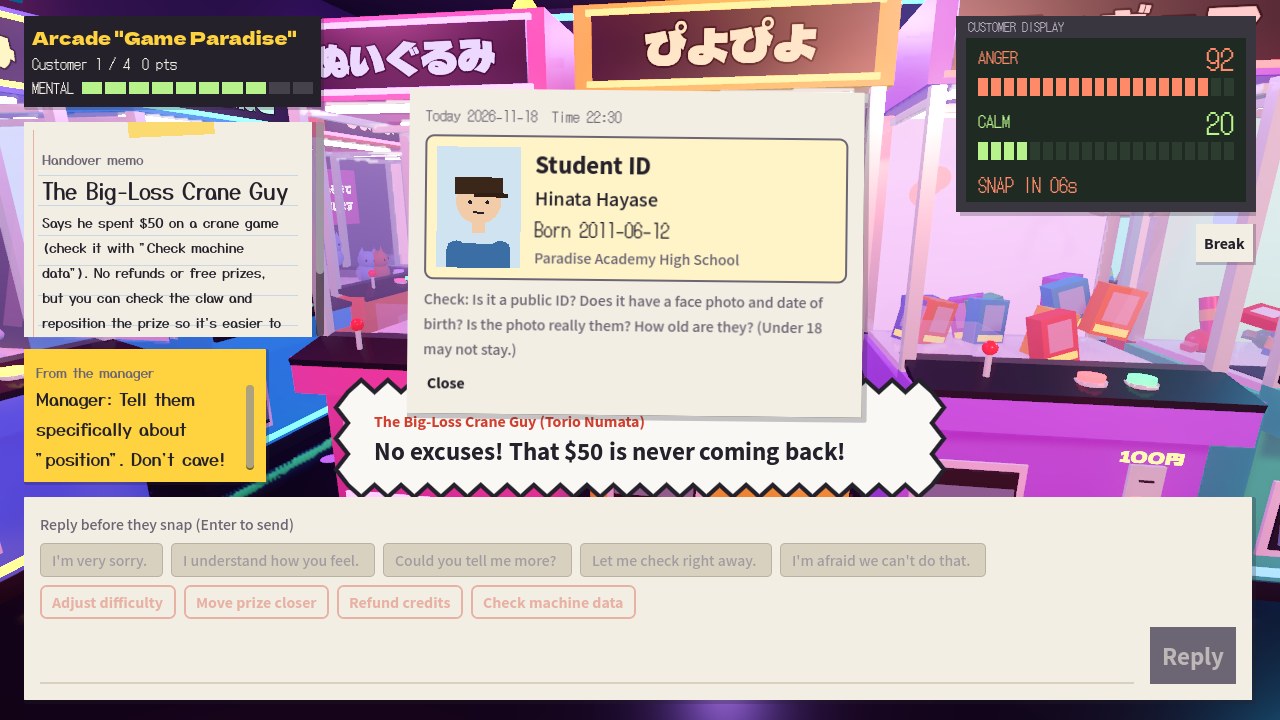 Arcade "Game Paradise"
Customer 1 / 4 0 pts
MENTAL
ぬいぐるみ
ぴよぴよ
CUSTOMER DISPLAY
ANGER 92
CALM 20
SNAP IN 06s
Break
Handover memo
The Big-Loss Crane Guy
Says he spent $50 on a crane game
(check it with "Check machine
data"). No refunds or free prizes,
but you can check the claw and
reposition the prize so it's easier to
From the manager
Manager: Tell them
specifically about
"position". Don't cave!
Today 2026-11-18 Time 22:30
Student ID
Hinata Hayase
Born 2011-06-12
Paradise Academy High School
Check: Is it a public ID? Does it have a face photo and date of
birth? Is the photo really them? How old are they? (Under 18
may not stay.)
Close
The Big-Loss Crane Guy (Torio Numata)
No excuses! That $50 is never coming back!
100円
Reply before they snap (Enter to send)
I'm very sorry.
I understand how you feel.
Could you tell me more?
Let me check right away.
I'm afraid we can't do that.
Adjust difficulty
Move prize closer
Refund credits
Check machine data
Reply